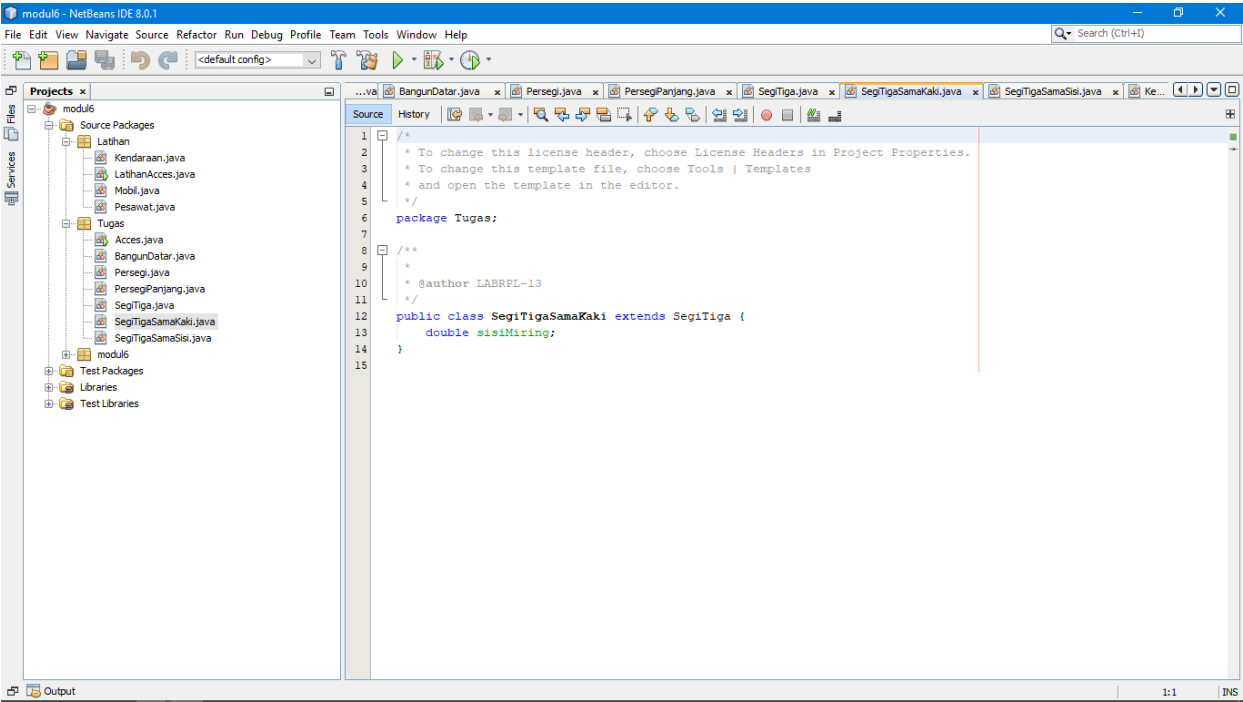 modul6 - NetBeans IDE 8.0.1
File Edit View Navigate Source Refactor Run Debug Profile Team Tools Window Help
Search (Ctrl+I)
<default config>
Files
Services
Projects
modul6
Source Packages
Latihan
Kendaraan.java
LatihanAcces.java
Mobil.java
Pesawat.java
Tugas
Acces.java
BangunDatar.java
Persegi.java
PersegiPanjang.java
SegiTiga.java
SegiTigaSamaKaki.java
SegiTigaSamaSisi.java
modul6
Test Packages
Libraries
Test Libraries
...va BangunDatar.java Persegi.java PersegiPanjang.java SegiTiga.java SegiTigaSamaKaki.java SegiTigaSamaSisi.java Ke...
Source History
1 /*
2 * To change this license header, choose License Headers in Project Properties.
3 * To change this template file, choose Tools | Templates
4 * and open the template in the editor.
5 */
6 package Tugas;
7
8 /**
9 *
10 * @author LABRPL-13
11 */
12 public class SegiTigaSamaKaki extends SegiTiga {
13 double sisiMiring;
14 }
15
Output
1:1 INS